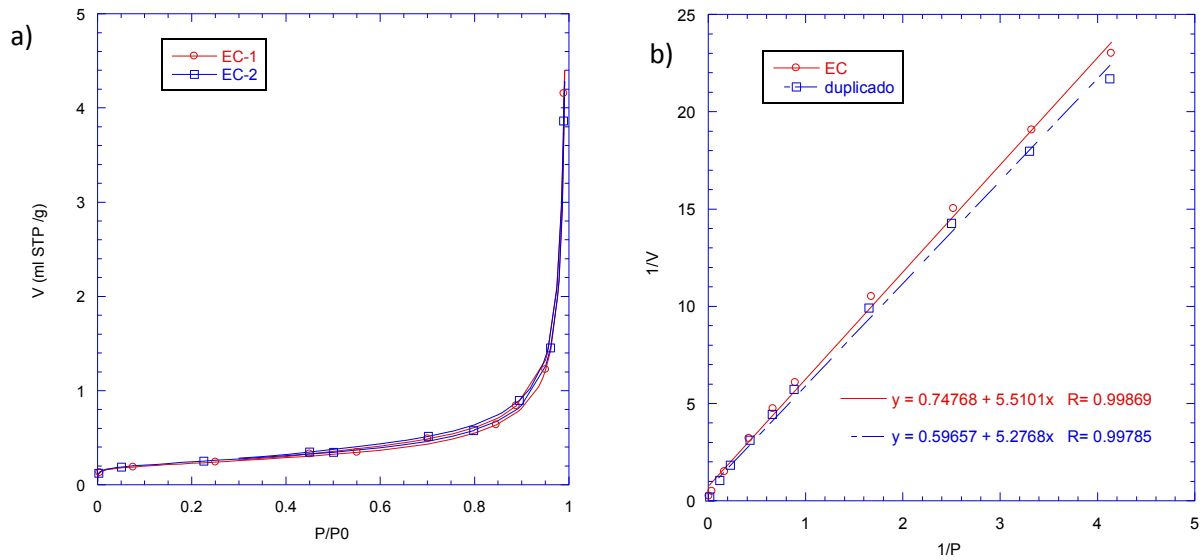 a)
EC-1
EC-2
V (ml STP /g)
5
4
3
2
1
0
0
0.2
0.4
0.6
0.8
1
P/P0
b)
EC
duplicado
1/V
25
20
15
10
5
0
y = 0.74768 + 5.5101x R= 0.99869
y = 0.59657 + 5.2768x R= 0.99785
0
1
2
3
4
5
1/P